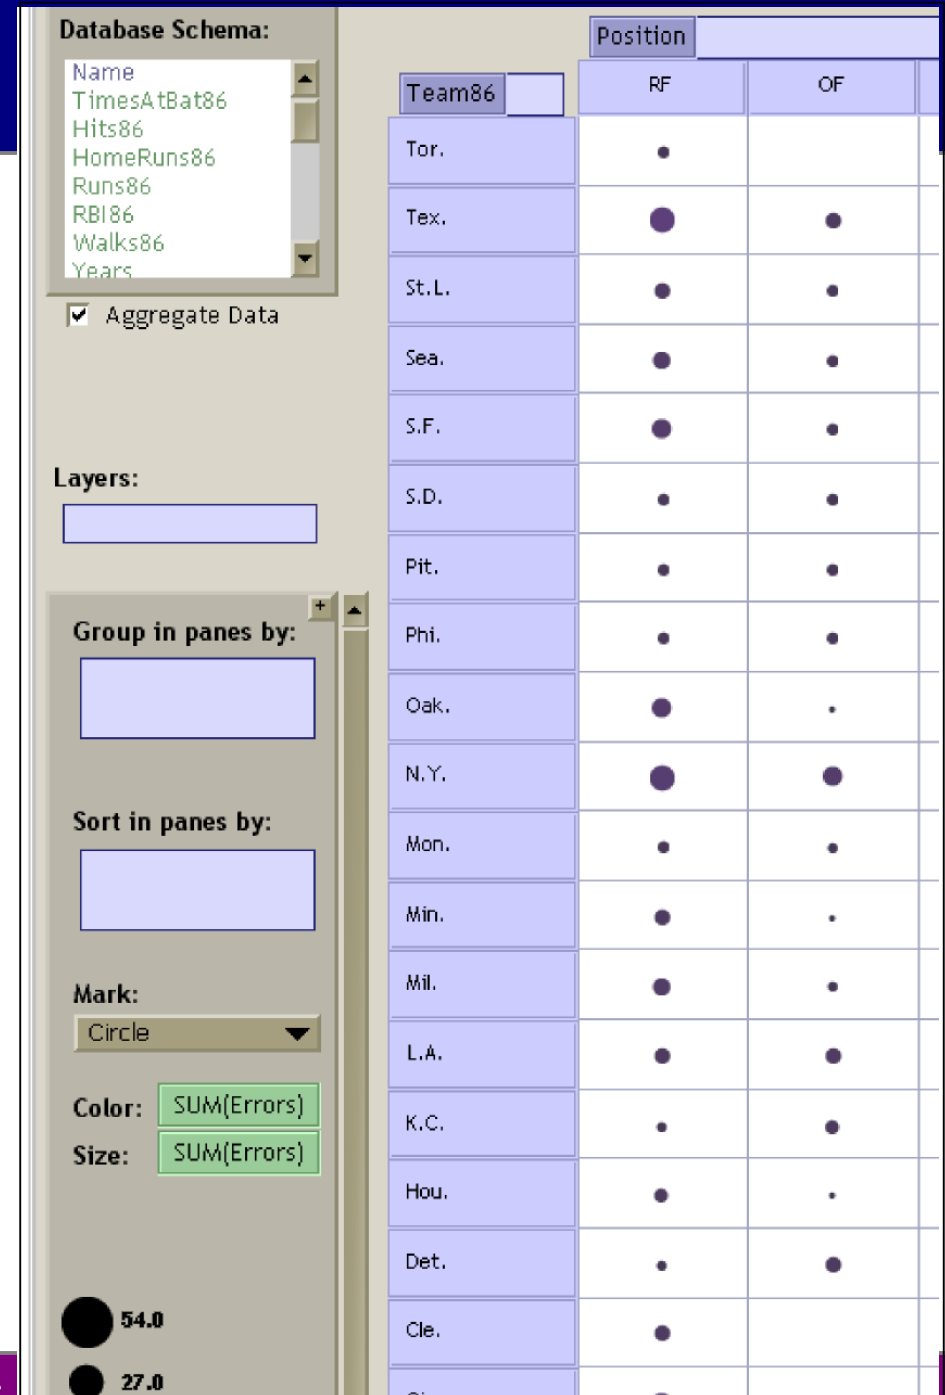 Database Schema:
Name
TimesAtBat86
Hits86
HomeRuns86
Runs86
RBI86
Walks86
Years
Aggregate Data
Layers:
+
Group in panes by:
Sort in panes by:
Mark:
Circle
Color: SUM(Errors)
Size: SUM(Errors)
54.0
27.0
Position
Team86 RF OF
Tor.
Tex.
St.L.
Sea.
S.F.
S.D.
Pit.
Phi.
Oak.
N.Y.
Mon.
Min.
Mil.
L.A.
K.C.
Hou.
Det.
Cle.